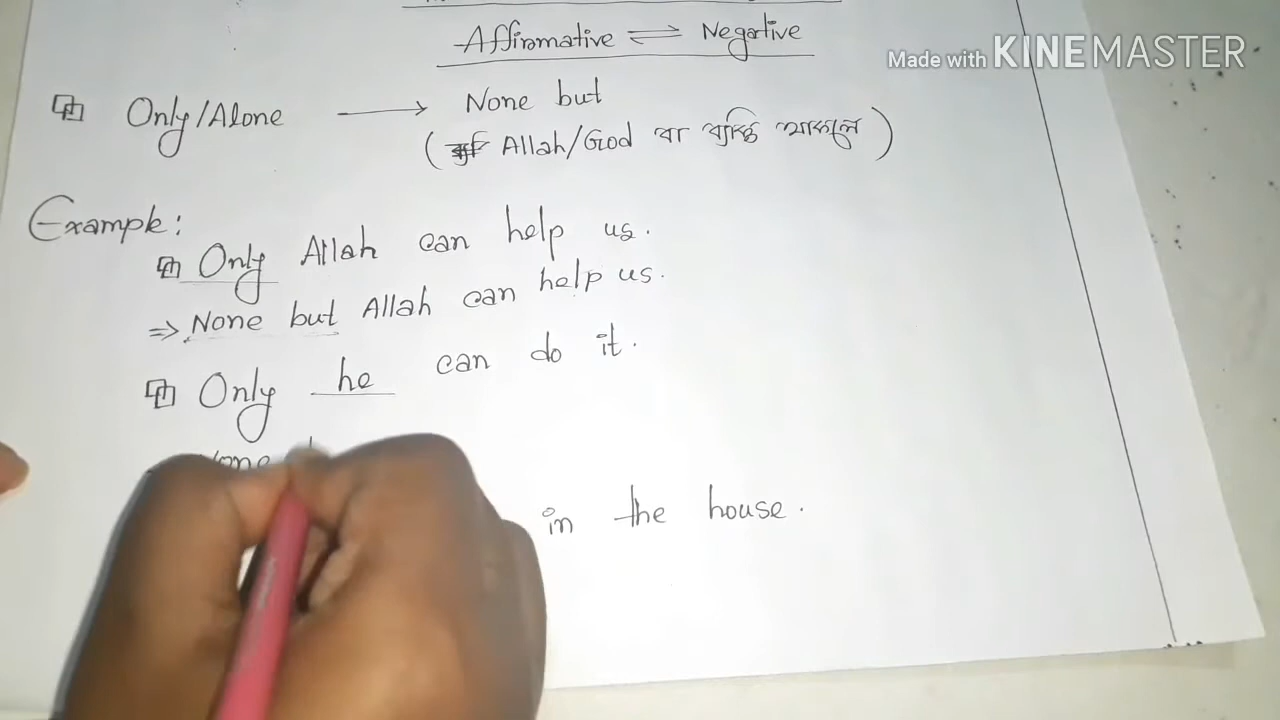 Affirmative ⇌ Negative
Made with KINEMASTER
Only/Alone → None but
( Allah/God বা ব্যক্তি থাকলে )
Example:
Only Allah can help us.
⇒ None but Allah can help us.
Only he can do it.
in the house.